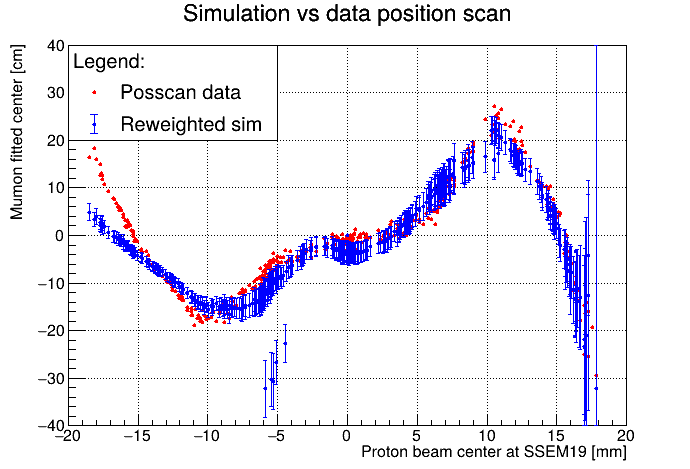 Simulation vs data position scan
Mumon fitted center [cm]
Legend:
Posscan data
Reweighted sim
40
30
20
10
0
−10
−20
−30
−40
−20 −15 −10 −5 0 5 10 15 20
Proton beam center at SSEM19 [mm]